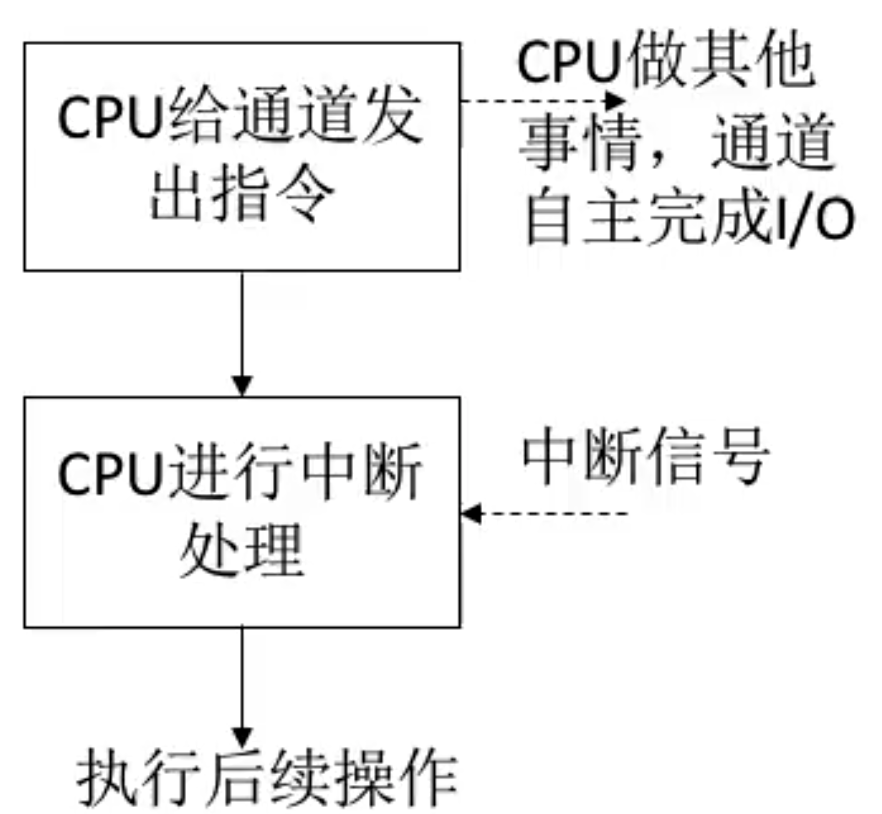 CPU给通道发
出指令
CPU做其他
事情，通道
自主完成I/O
CPU进行中断
处理
中断信号
执行后续操作